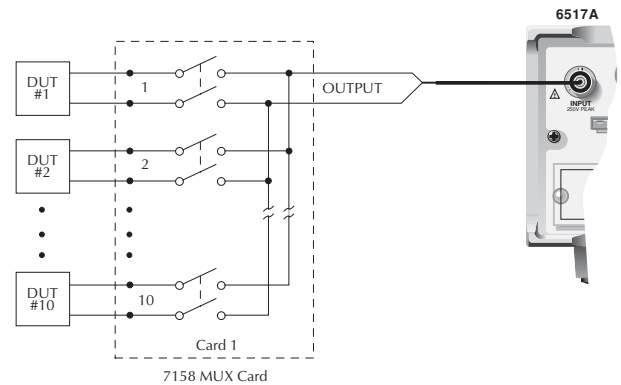 6517A
DUT
#1
1
OUTPUT
INPUT
250V PEAK
DUT
#2
2
DUT
#10
10
Card 1
7158 MUX Card